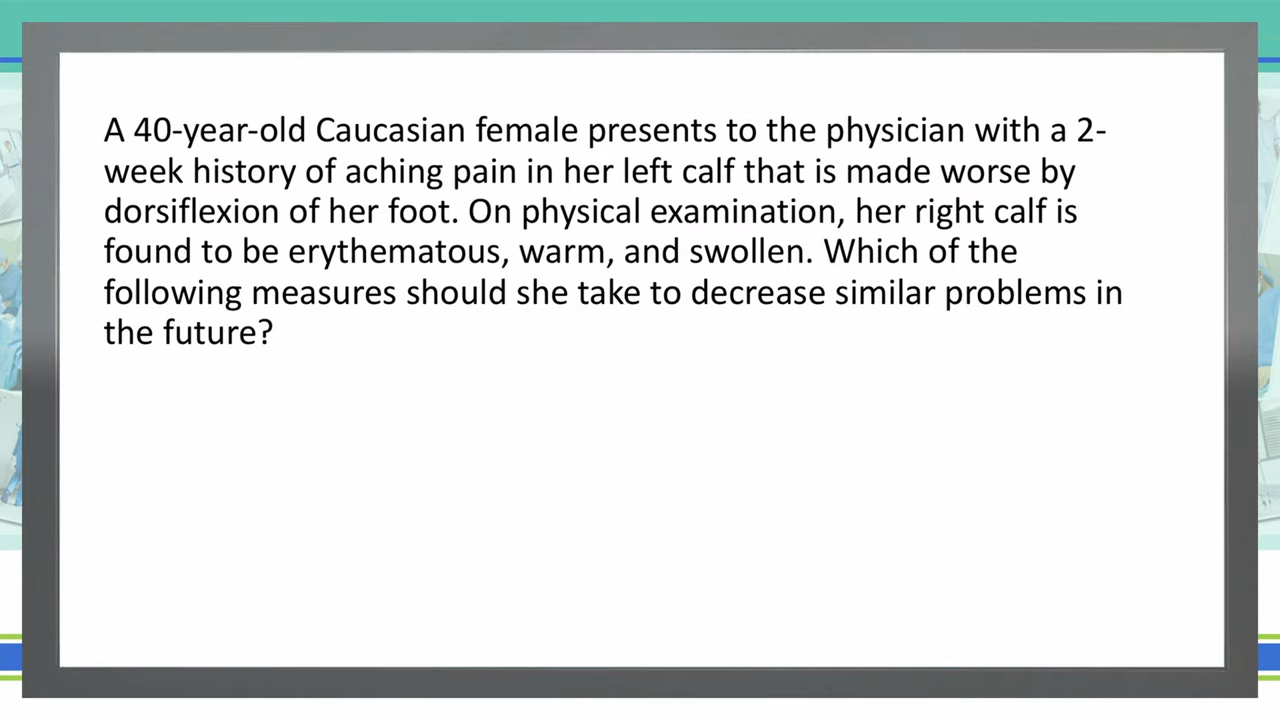 A 40-year-old Caucasian female presents to the physician with a 2-
week history of aching pain in her left calf that is made worse by
dorsiflexion of her foot. On physical examination, her right calf is
found to be erythematous, warm, and swollen. Which of the
following measures should she take to decrease similar problems in
the future?